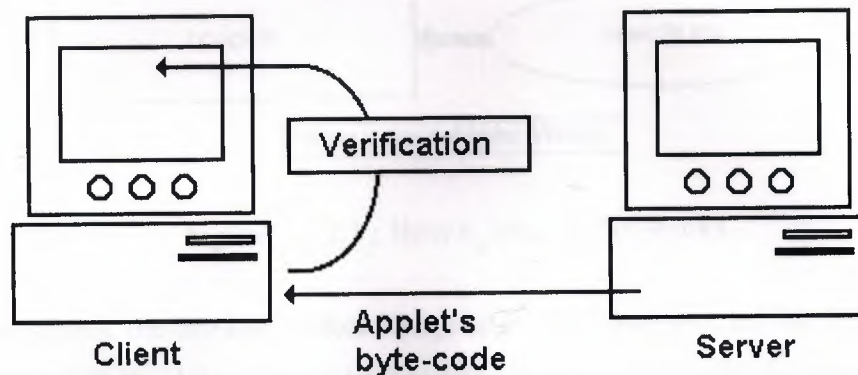 Verification
Applet's
byte-code
Client
Server